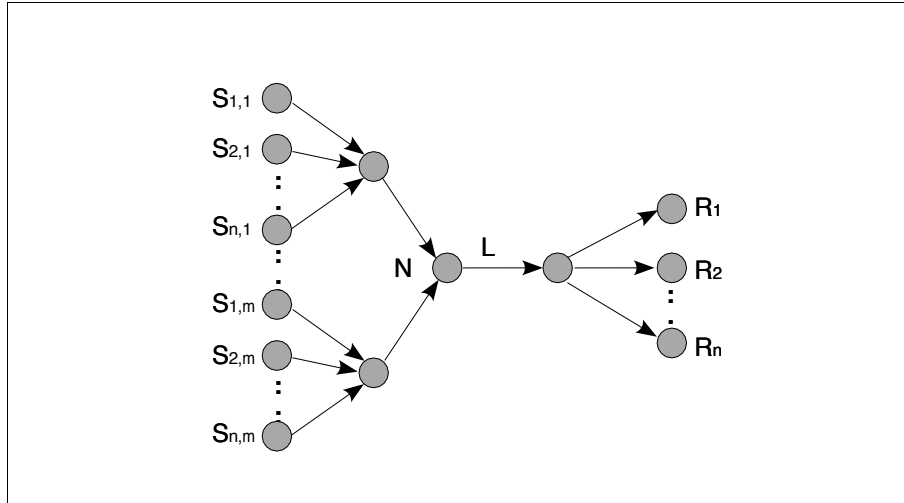 S1,1
S2,1
Sn,1
S1,m
S2,m
Sn,m
N
L
R1
R2
Rn